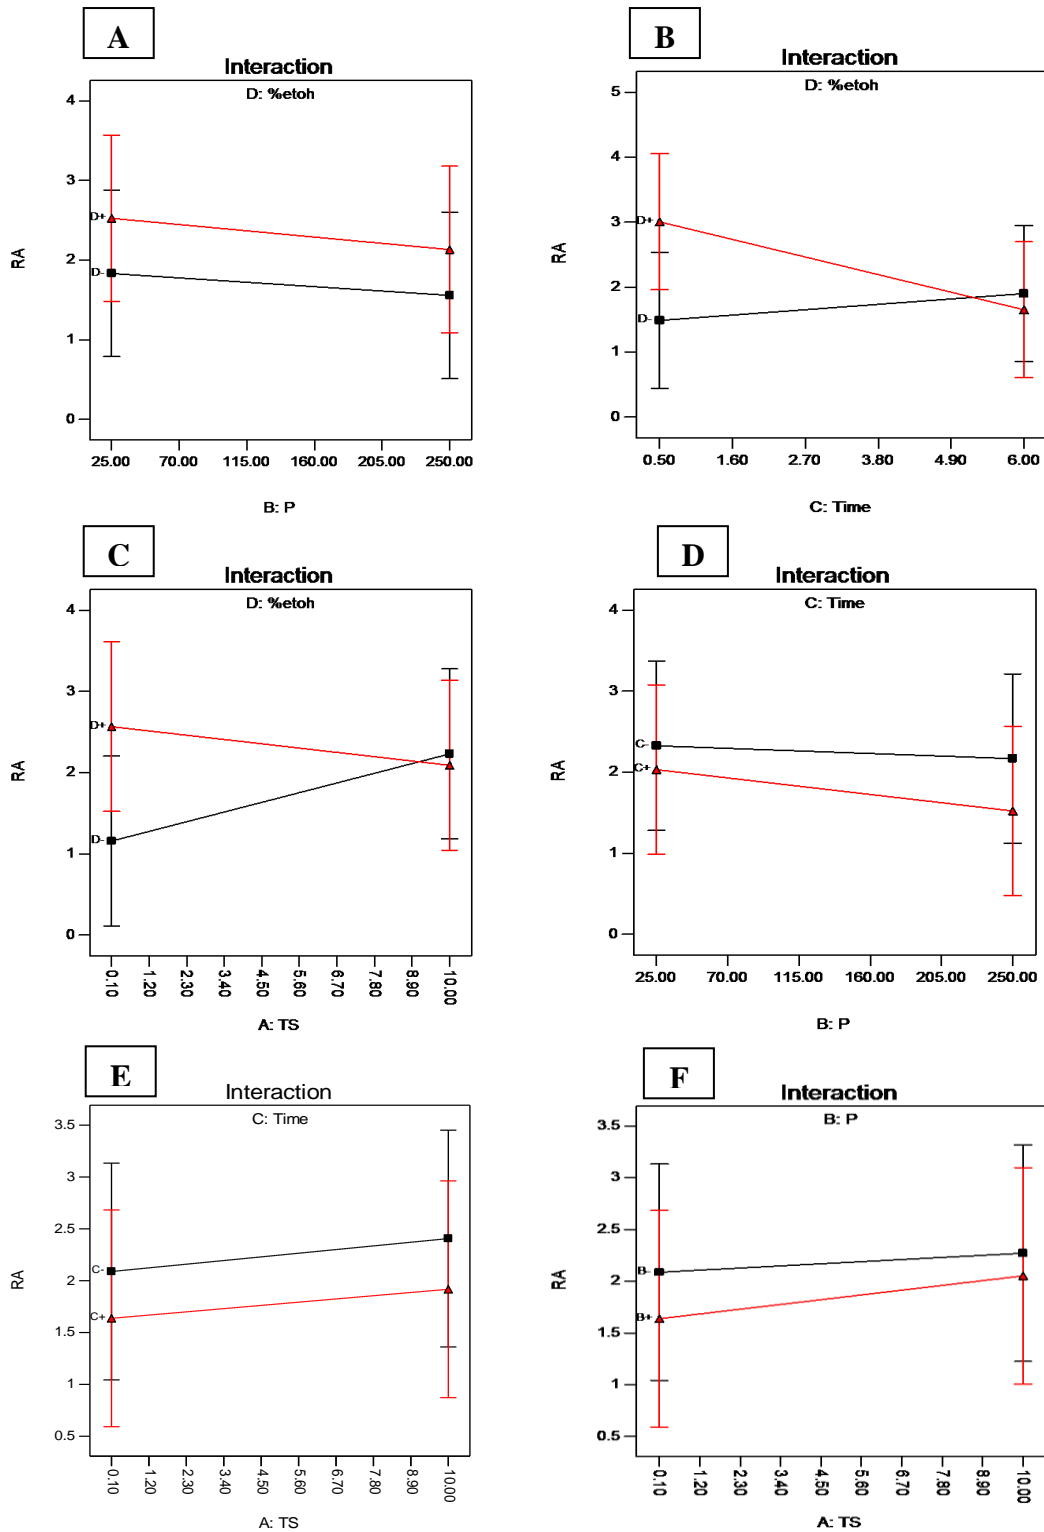 A
Interaction
D: %etoh
4
3
D+
2
D-
1
0
RA
25.00 70.00 115.00 160.00 205.00 250.00
B: P
B
Interaction
D: %etoh
5
4
3
D+
2
D-
1
0
RA
0.50 1.60 2.70 3.80 4.90 6.00
C: Time
C
Interaction
D: %etoh
4
3
D+
2
D-
1
0
RA
0.10 1.20 2.30 3.40 4.50 5.60 6.70 7.80 8.90 10.00
A: TS
D
Interaction
C: Time
4
3
C-
2
C+
1
0
RA
25.00 70.00 115.00 160.00 205.00 250.00
B: P
E
Interaction
C: Time
3.5
3
2.5
C-
2
C+
1.5
1
0.5
RA
0.10 1.20 2.30 3.40 4.50 5.60 6.70 7.80 8.90 10.00
A: TS
F
Interaction
B: P
3.5
3
2.5
B-
2
B+
1.5
1
0.5
RA
0.10 1.20 2.30 3.40 4.50 5.60 6.70 7.80 8.90 10.00
A: TS